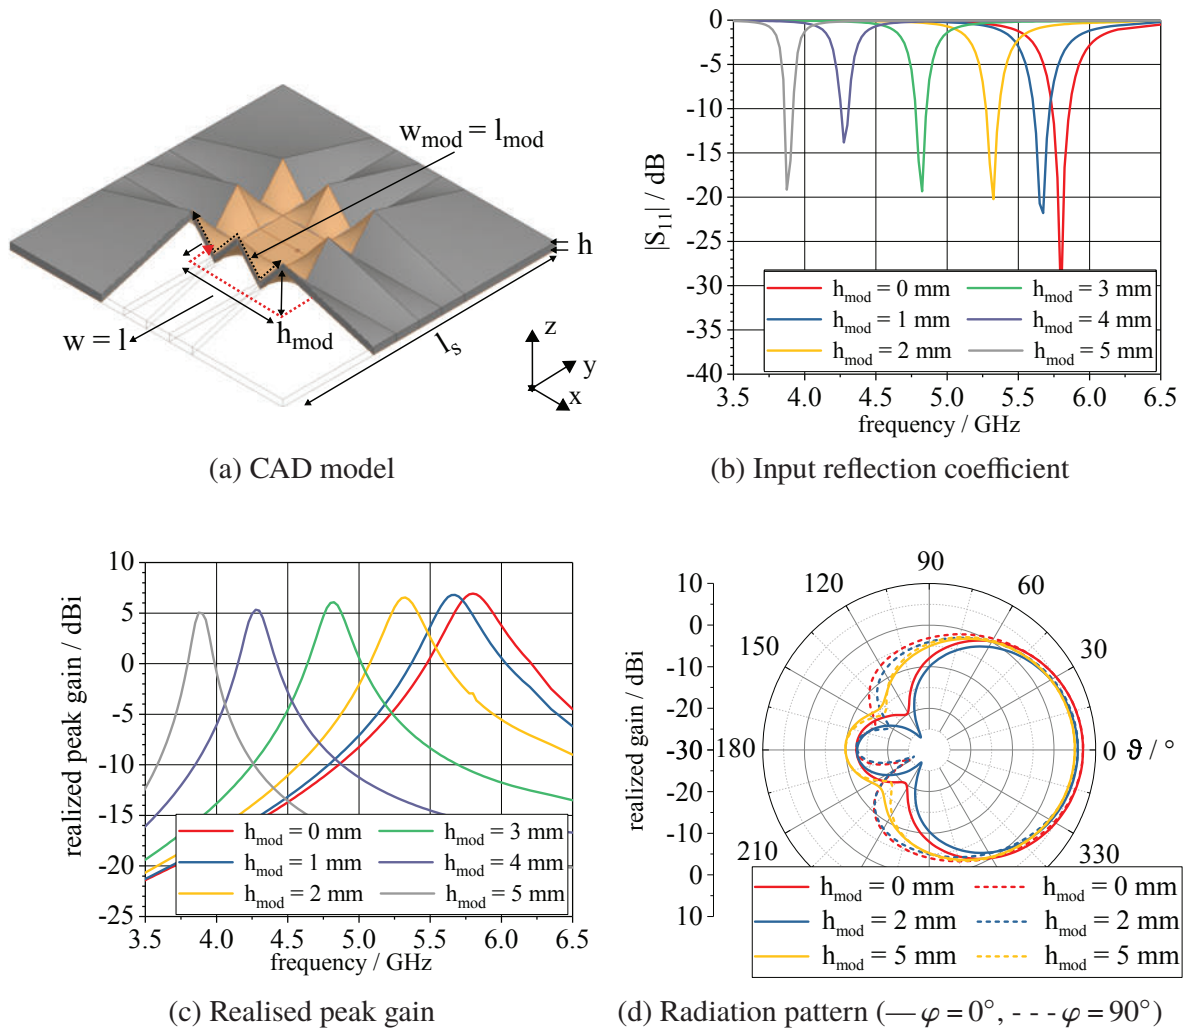 w_mod = l_mod
h
w = l
h_mod
l_s
z
y
x
(a) CAD model
|S_11| / dB
0
-5
-10
-15
-20
-25
-30
-35
-40
h_mod = 0 mm
h_mod = 3 mm
h_mod = 1 mm
h_mod = 4 mm
h_mod = 2 mm
h_mod = 5 mm
3.5 4.0 4.5 5.0 5.5 6.0 6.5
frequency / GHz
(b) Input reflection coefficient
realized peak gain / dBi
10
5
0
-5
-10
-15
-20
-25
h_mod = 0 mm
h_mod = 3 mm
h_mod = 1 mm
h_mod = 4 mm
h_mod = 2 mm
h_mod = 5 mm
3.5 4.0 4.5 5.0 5.5 6.0 6.5
frequency / GHz
(c) Realised peak gain
realized gain / dBi
10
0
-10
-20
-30
-20
-10
0
10
90
120
60
150
30
180
0 ϑ / °
210
330
h_mod = 0 mm
h_mod = 0 mm
h_mod = 2 mm
h_mod = 2 mm
h_mod = 5 mm
h_mod = 5 mm
(d) Radiation pattern (— φ = 0°, - - - φ = 90°)